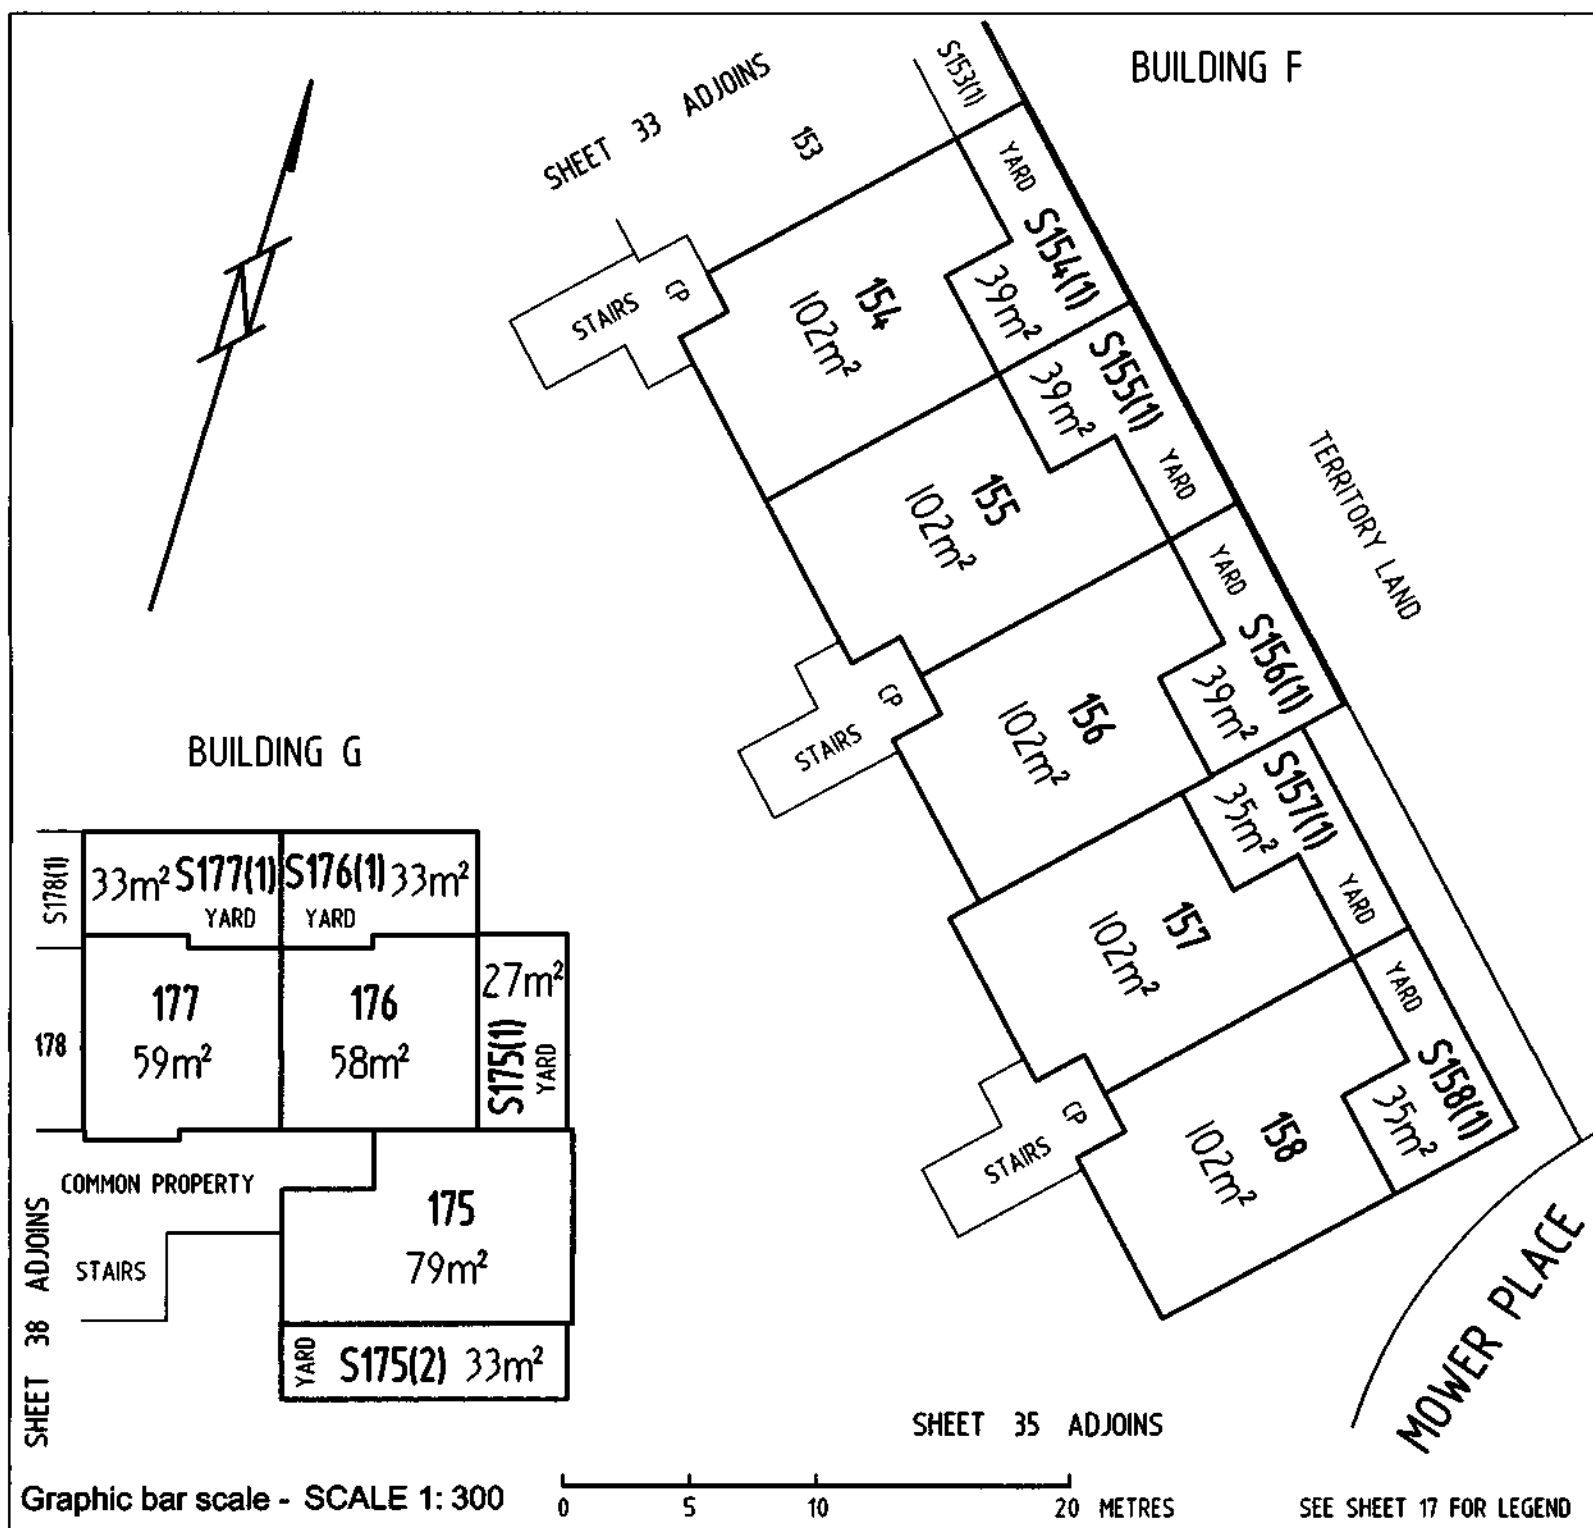 BUILDING F
SHEET 33 ADJOINS
153
S153(1)
YARD
S154(1)
39m²
154
102m²
STAIRS
CP
S155(1)
39m²
YARD
155
102m²
TERRITORY LAND
YARD
S156(1)
39m²
156
102m²
CP
STAIRS
S157(1)
35m²
YARD
157
102m²
YARD
S158(1)
35m²
158
102m²
CP
STAIRS
MOWER PLACE
SHEET 35 ADJOINS
BUILDING G
S178(1)
33m² S177(1)
YARD
S176(1) 33m²
YARD
178
177
59m²
176
58m²
27m²
S175(1)
YARD
COMMON PROPERTY
175
79m²
STAIRS
YARD
S175(2) 33m²
SHEET 38 ADJOINS
Graphic bar scale - SCALE 1: 300
0 5 10 20 METRES
SEE SHEET 17 FOR LEGEND